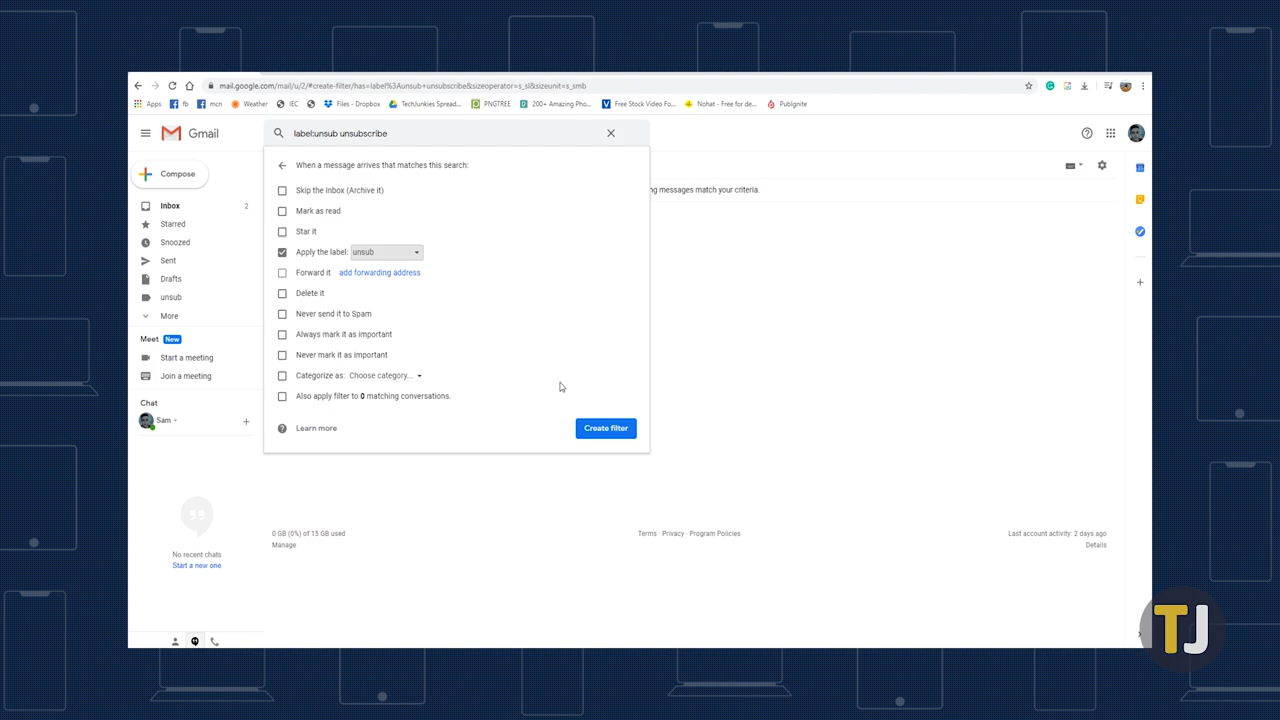 mail.google.com/mail/u/2/#create-filter/has=label%3Aunsub+unsubscribe&sizeoperator=s_sl&sizeunit=s_smb
Apps fb mcn Weather IEC Files - Dropbox TechJunkies Spread... PNGTREE 200+ Amazing Pho... Free Stock Video Fo... Nohat - Free for de... PubIgnite
Gmail
label:unsub unsubscribe
When a message arrives that matches this search:
Compose
Skip the Inbox (Archive it)
ng messages match your criteria.
Inbox 2
Mark as read
Starred
Star it
Snoozed
Apply the label: unsub
Sent
Forward it add forwarding address
Drafts
Delete it
unsub
Never send it to Spam
More
Always mark it as important
Meet New
Never mark it as important
Start a meeting
Categorize as: Choose category...
Join a meeting
Also apply filter to 0 matching conversations.
Chat
Sam
Learn more
Create filter
0 GB (0%) of 15 GB used
Manage
Terms · Privacy · Program Policies
Last account activity: 2 days ago
Details
No recent chats
Start a new one
TJ